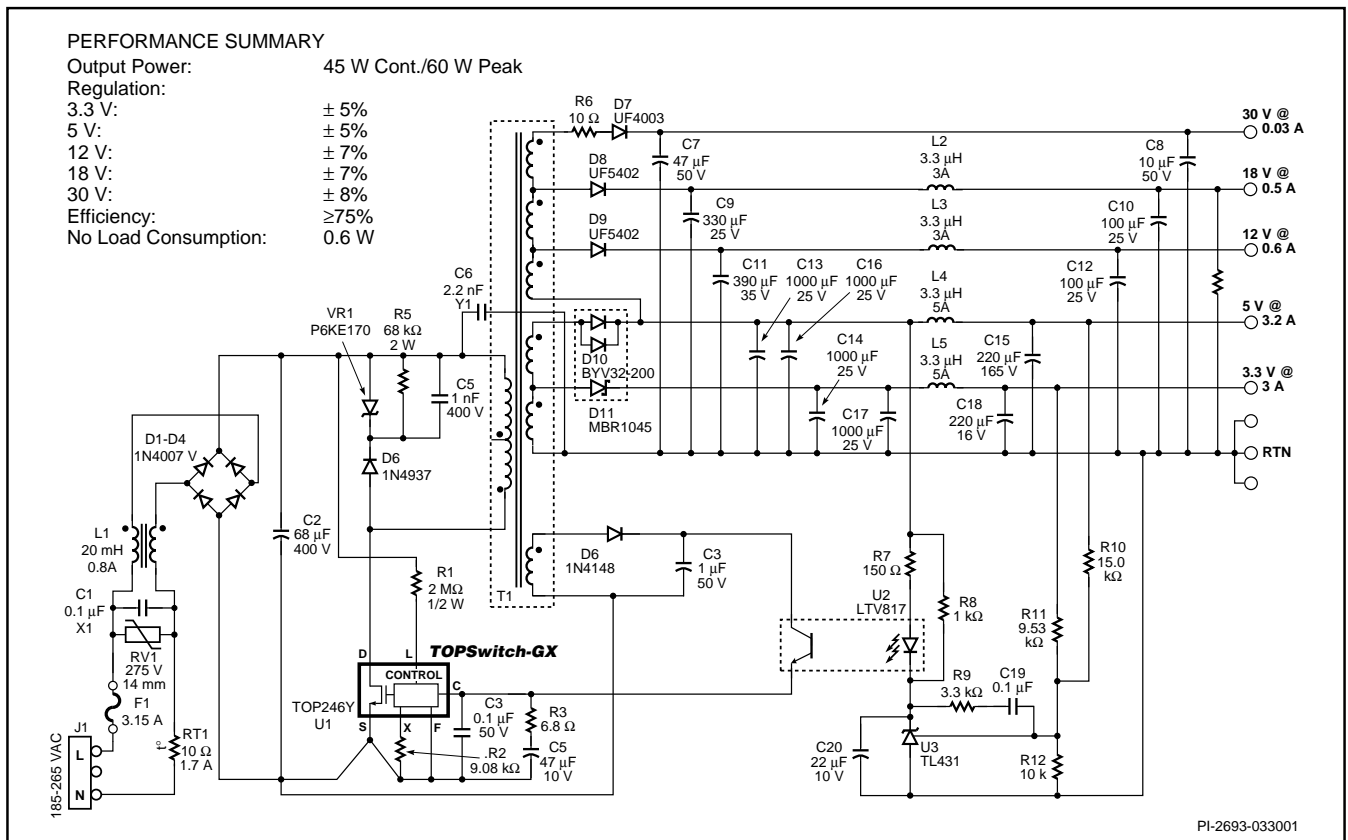 PERFORMANCE SUMMARY
Output Power: 45 W Cont./60 W Peak
Regulation:
3.3 V: ± 5%
5 V: ± 5%
12 V: ± 7%
18 V: ± 7%
30 V: ± 8%
Efficiency: ≥75%
No Load Consumption: 0.6 W
R6
10 Ω
D7
UF4003
C7
47 µF
50 V
L2
3.3 µH
3A
C8
10 µF
50 V
30 V @
0.03 A
D8
UF5402
18 V @
0.5 A
C9
330 µF
25 V
L3
3.3 µH
3A
C10
100 µF
25 V
D9
UF5402
12 V @
0.6 A
C11
390 µF
35 V
C13
1000 µF
25 V
C16
1000 µF
25 V
L4
3.3 µH
5A
C12
100 µF
25 V
5 V @
3.2 A
C6
2.2 nF
Y1
VR1
P6KE170
R5
68 kΩ
2 W
C5
1 nF
400 V
D10
BYV32-200
C14
1000 µF
25 V
L5
3.3 µH
5A
C15
220 µF
165 V
3.3 V @
3 A
D11
MBR1045
C17
1000 µF
25 V
C18
220 µF
16 V
RTN
D1-D4
1N4007 V
D6
1N4937
L1
20 mH
0.8A
C2
68 µF
400 V
C1
0.1 µF
X1
RV1
275 V
14 mm
F1
3.15 A
J1
L
N
185-265 VAC
RT1
10 Ω
1.7 A
t°
R1
2 MΩ
1/2 W
T1
D6
1N4148
C3
1 µF
50 V
R7
150 Ω
U2
LTV817
R8
1 kΩ
R10
15.0
kΩ
R11
9.53
kΩ
D
L
TOPSwitch-GX
CONTROL
C
TOP246Y
U1
S
X
F
C3
0.1 µF
50 V
R3
6.8 Ω
C5
47 µF
10 V
.R2
9.08 kΩ
R9
3.3 kΩ
C19
0.1 µF
C20
22 µF
10 V
U3
TL431
R12
10 k
PI-2693-033001